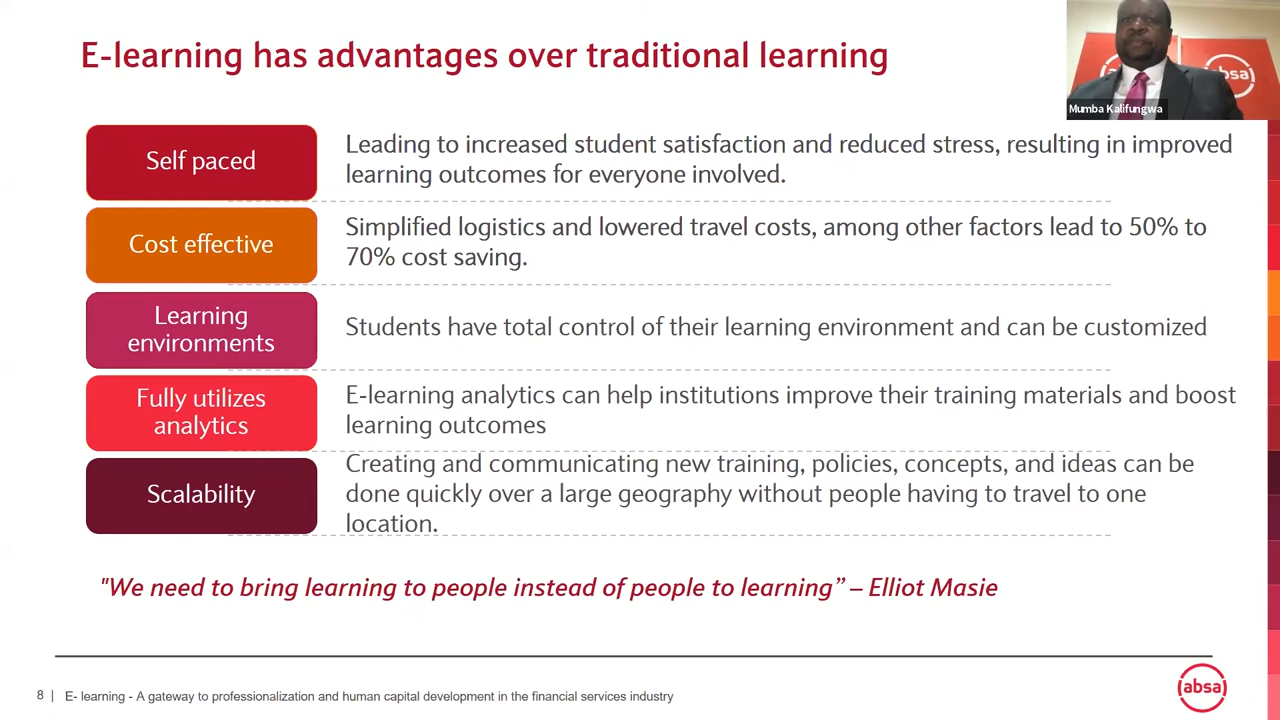 E-learning has advantages over traditional learning
absa
Mumba Kalifungwa
Self paced
Leading to increased student satisfaction and reduced stress, resulting in improved
learning outcomes for everyone involved.
Cost effective
Simplified logistics and lowered travel costs, among other factors lead to 50% to
70% cost saving.
Learning
environments
Students have total control of their learning environment and can be customized
Fully utilizes
analytics
E-learning analytics can help institutions improve their training materials and boost
learning outcomes
Scalability
Creating and communicating new training, policies, concepts, and ideas can be
done quickly over a large geography without people having to travel to one
location.
"We need to bring learning to people instead of people to learning” – Elliot Masie
8 | E- learning - A gateway to professionalization and human capital development in the financial services industry
absa